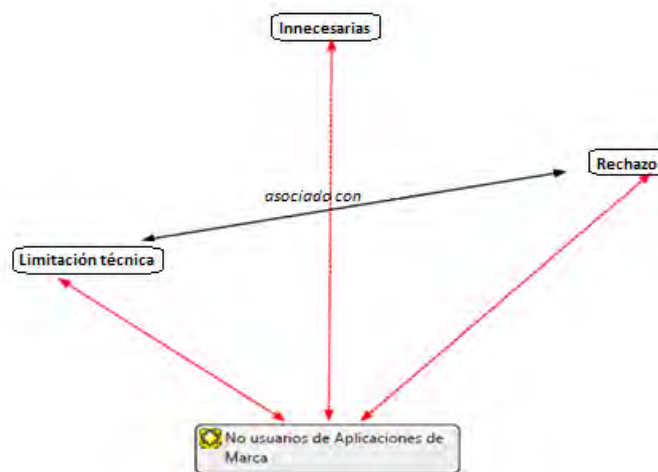 Innecesarias
Rechazo
asociado con
Limitación técnica
No usuarios de Aplicaciones de
Marca